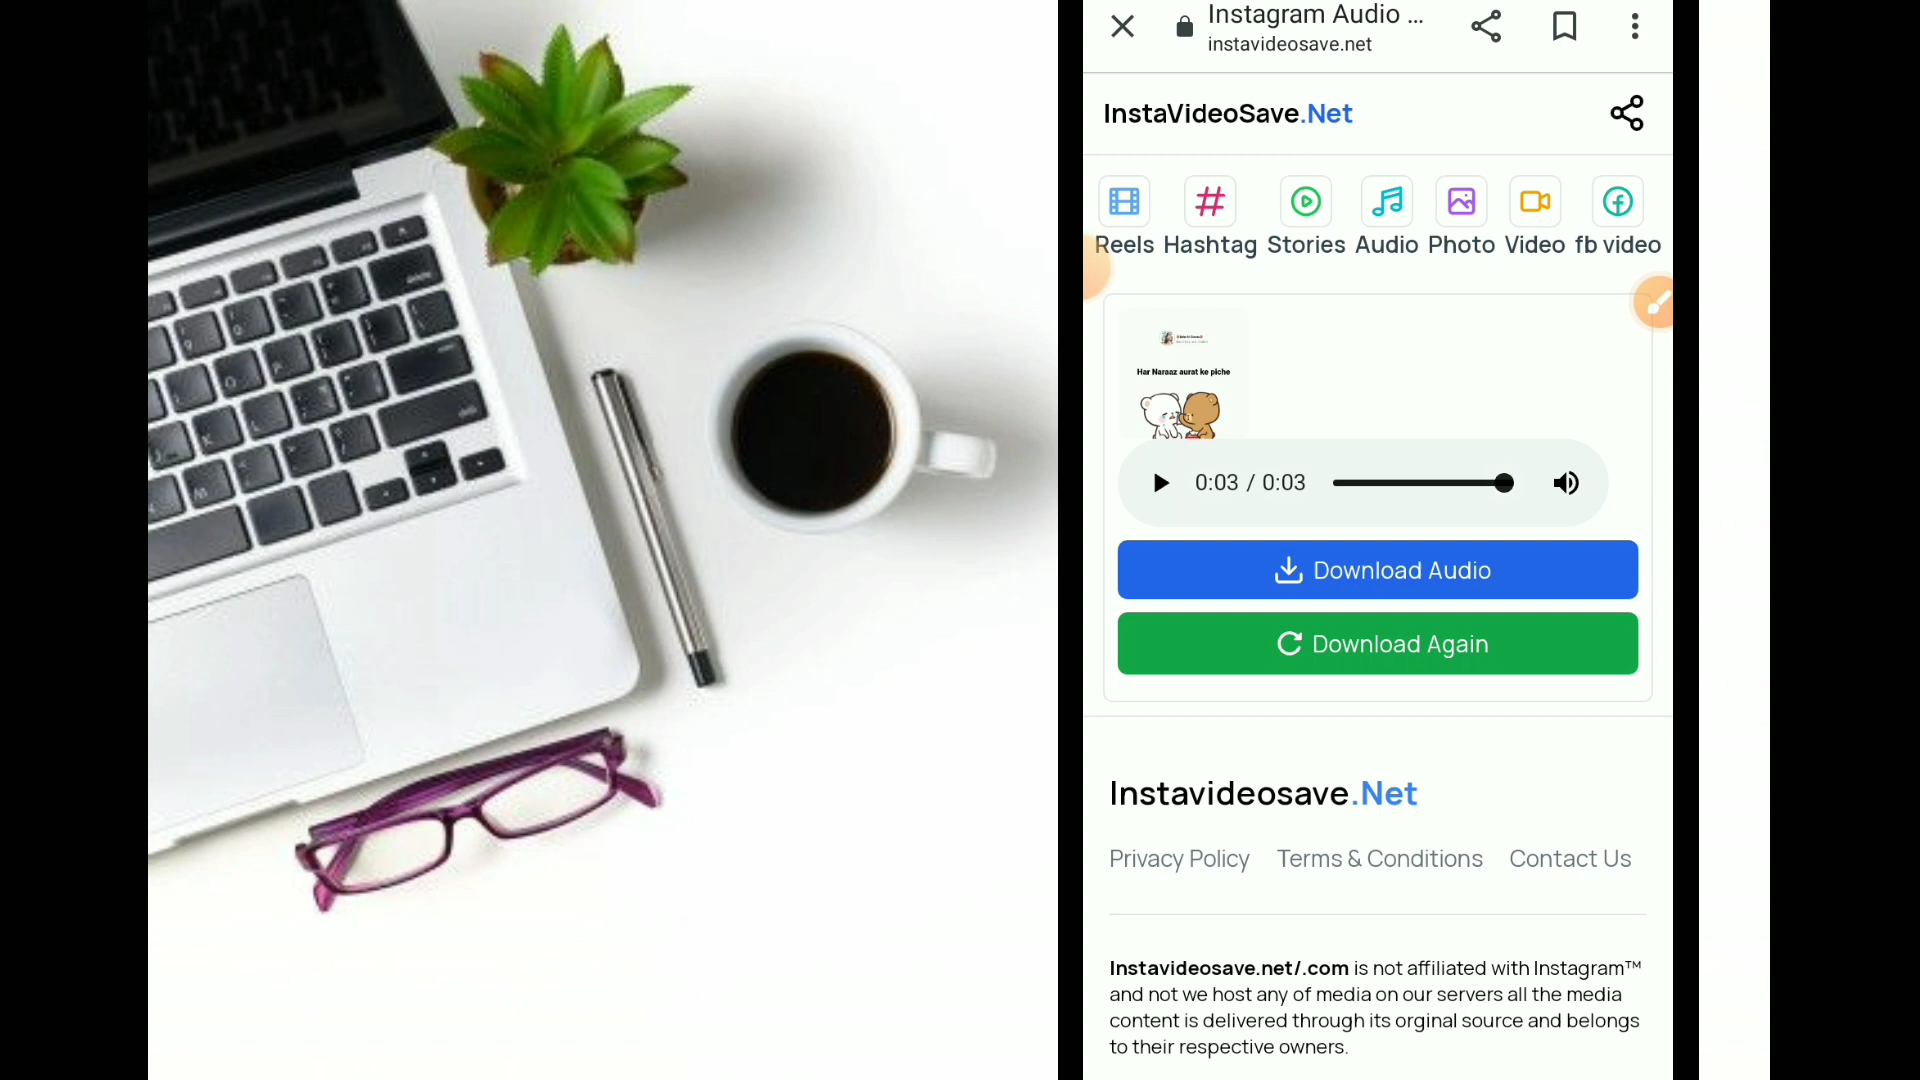 Instagram Audio ...
instavideosave.net
InstaVideoSave.Net
Reels Hashtag Stories Audio Photo Video fb video
Har Naraaz aurat ke piche
0:03 / 0:03
Download Audio
Download Again
Instavideosave.Net
Privacy Policy Terms & Conditions Contact Us
Instavideosave.net/.com is not affiliated with Instagram™
and not we host any of media on our servers all the media
content is delivered through its orginal source and belongs
to their respective owners.